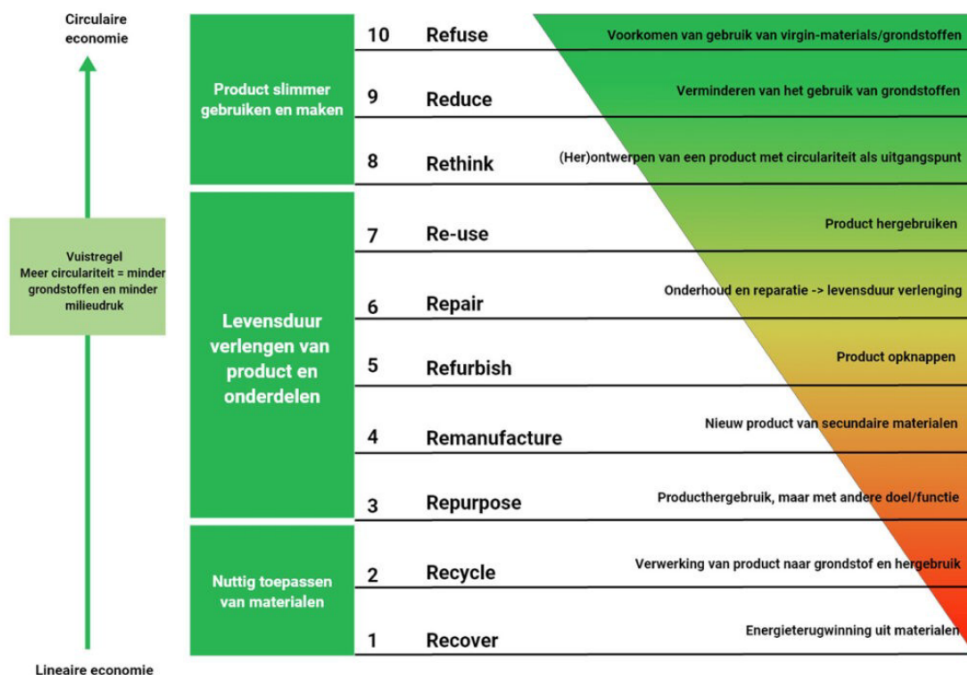 Circulaire
economie
Vuistregel
Meer circulariteit = minder
grondstoffen en minder
milieudruk
Lineaire economie
Product slimmer
gebruiken en maken
10 Refuse Voorkomen van gebruik van virgin-materials/grondstoffen
9 Reduce Verminderen van het gebruik van grondstoffen
8 Rethink (Her)ontwerpen van een product met circulariteit als uitgangspunt
Levensduur
verlengen van
product en
onderdelen
7 Re-use Product hergebruiken
6 Repair Onderhoud en reparatie -> levensduur verlenging
5 Refurbish Product opknappen
4 Remanufacture Nieuw product van secundaire materialen
3 Repurpose Producthergebruik, maar met andere doel/functie
Nuttig toepassen
van materialen
2 Recycle Verwerking van product naar grondstof en hergebruik
1 Recover Energieterugwinning uit materialen